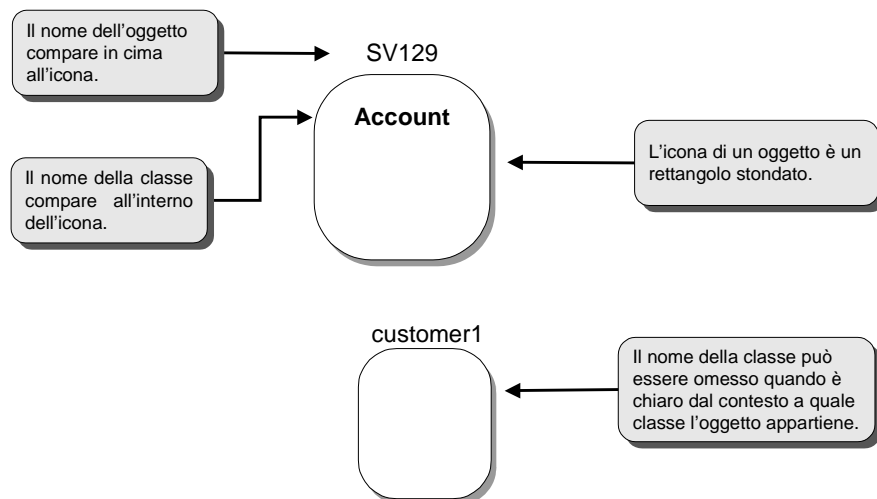 Il nome dell'oggetto
compare in cima
all'icona.
SV129
Account
L'icona di un oggetto è un
rettangolo stondato.
Il nome della classe
compare all'interno
dell'icona.
customer1
Il nome della classe può
essere omesso quando è
chiaro dal contesto a quale
classe l'oggetto appartiene.